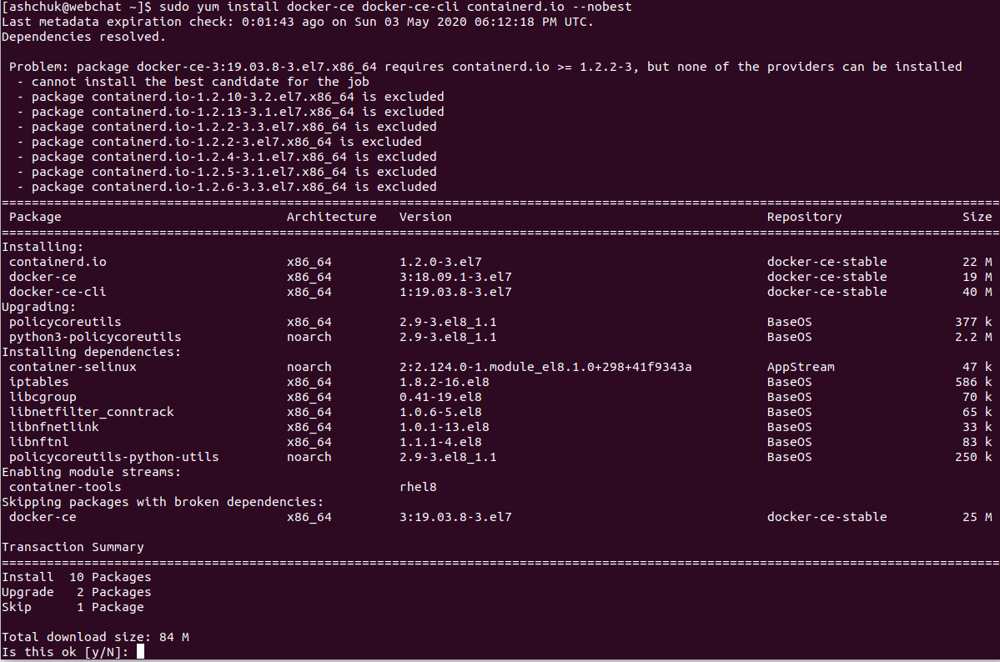 [ashchuk@webchat ~]$ sudo yum install docker-ce docker-ce-cli containerd.io --nobest
Last metadata expiration check: 0:01:43 ago on Sun 03 May 2020 06:12:18 PM UTC.
Dependencies resolved.

 Problem: package docker-ce-3:19.03.8-3.el7.x86_64 requires containerd.io >= 1.2.2-3, but none of the providers can be installed
  - cannot install the best candidate for the job
  - package containerd.io-1.2.10-3.2.el7.x86_64 is excluded
  - package containerd.io-1.2.13-3.1.el7.x86_64 is excluded
  - package containerd.io-1.2.2-3.3.el7.x86_64 is excluded
  - package containerd.io-1.2.2-3.el7.x86_64 is excluded
  - package containerd.io-1.2.4-3.1.el7.x86_64 is excluded
  - package containerd.io-1.2.5-3.1.el7.x86_64 is excluded
  - package containerd.io-1.2.6-3.3.el7.x86_64 is excluded
=====================================================================================================================================
 Package                              Architecture   Version                                          Repository                Size
=====================================================================================================================================
Installing:
 containerd.io                        x86_64         1.2.0-3.el7                                      docker-ce-stable          22 M
 docker-ce                            x86_64         3:18.09.1-3.el7                                  docker-ce-stable          19 M
 docker-ce-cli                        x86_64         1:19.03.8-3.el7                                  docker-ce-stable          40 M
Upgrading:
 policycoreutils                      x86_64         2.9-3.el8_1.1                                    BaseOS                   377 k
 python3-policycoreutils              noarch         2.9-3.el8_1.1                                    BaseOS                   2.2 M
Installing dependencies:
 container-selinux                    noarch         2:2.124.0-1.module_el8.1.0+298+41f9343a          AppStream                 47 k
 iptables                             x86_64         1.8.2-16.el8                                     BaseOS                   586 k
 libcgroup                            x86_64         0.41-19.el8                                      BaseOS                    70 k
 libnetfilter_conntrack               x86_64         1.0.6-5.el8                                      BaseOS                    65 k
 libnfnetlink                         x86_64         1.0.1-13.el8                                     BaseOS                    33 k
 libnftnl                             x86_64         1.1.1-4.el8                                      BaseOS                    83 k
 policycoreutils-python-utils         noarch         2.9-3.el8_1.1                                    BaseOS                   250 k
Enabling module streams:
 container-tools                                     rhel8
Skipping packages with broken dependencies:
 docker-ce                            x86_64         3:19.03.8-3.el7                                  docker-ce-stable          25 M

Transaction Summary
=====================================================================================================================================
Install  10 Packages
Upgrade   2 Packages
Skip      1 Package

Total download size: 84 M
Is this ok [y/N]: